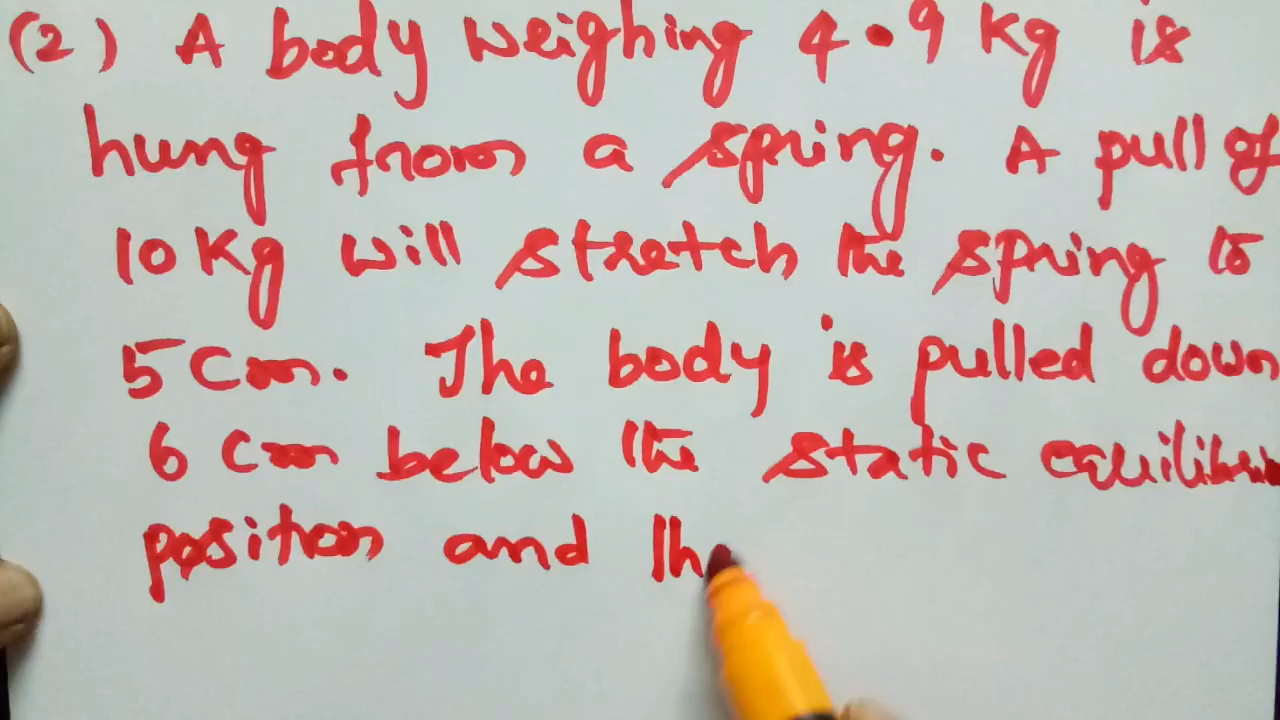 (2) A body weighing 4.9 Kg is
hung from a spring. A pull of
10 Kg will stretch the spring to
5 cm. The body is pulled down
6 cm below the static equilibriu
position and th